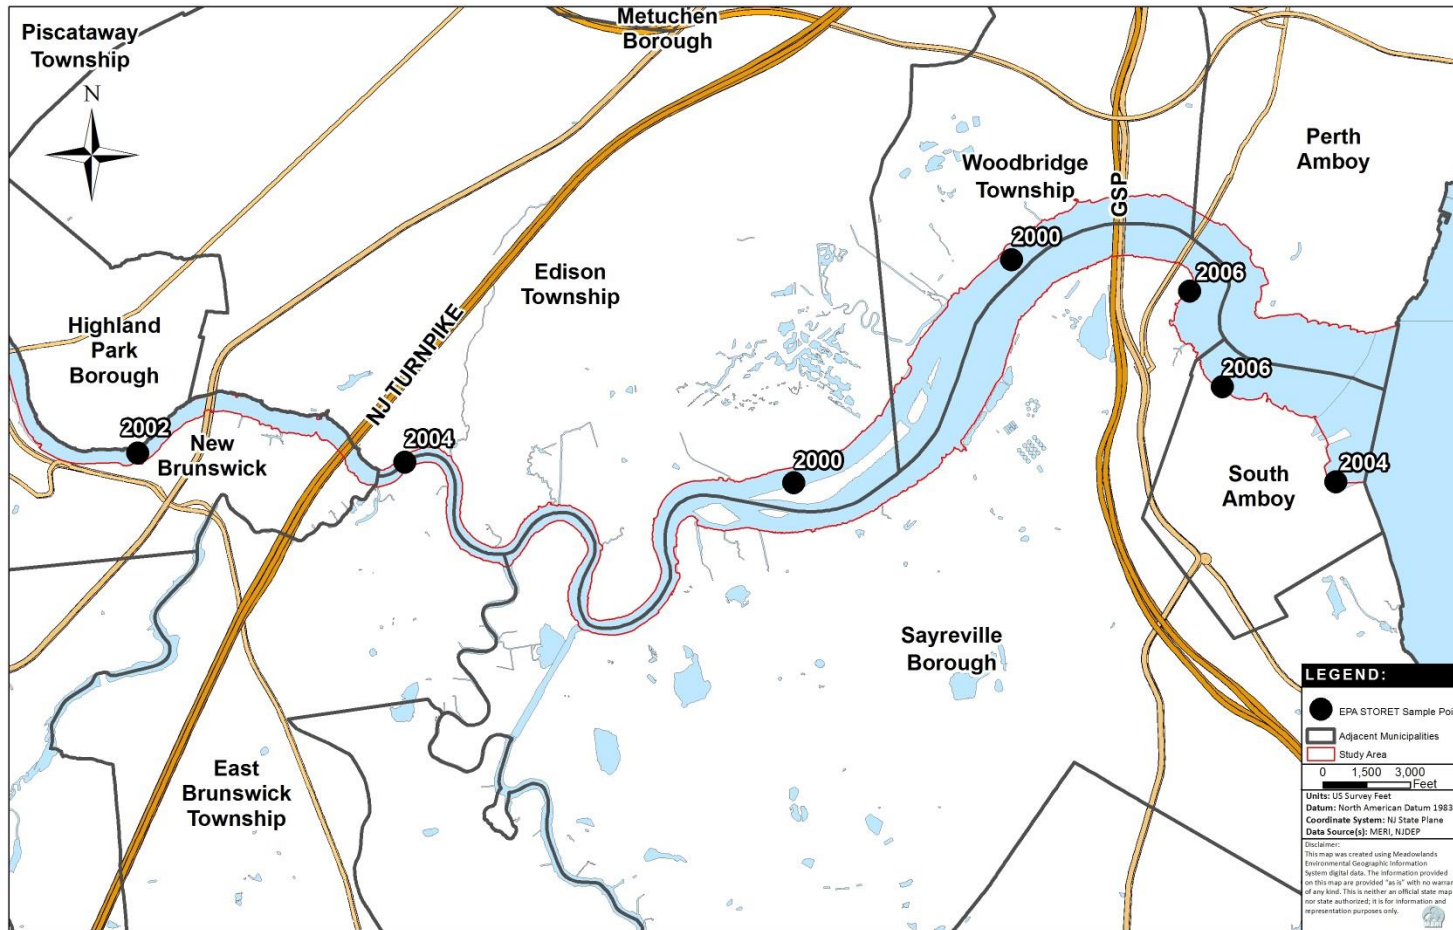 Piscataway
Township
N
Metuchen
Borough
Perth
Amboy
Woodbridge
Township
GSP
2000
2006
Edison
Township
Highland
Park
Borough
NJ TURNPIKE
2006
2002
New
Brunswick
2004
2000
South
Amboy
2004
Sayreville
Borough
East
Brunswick
Township
LEGEND:
EPA STORET Sample Poi
Adjacent Municipalities
Study Area
0 1,500 3,000
Feet
Units: US Survey Feet
Datum: North American Datum 1983
Coordinate System: NJ State Plane
Data Source(s): MERI, NJDEP
Disclaimer:
This map was created using Meadowlands
Environmental Geographic Information
System digital data. The information provided
on this map are provided "as is" with no warran
of any kind. This is neither an official state map
nor state authorized; it is for information and
representation purposes only.